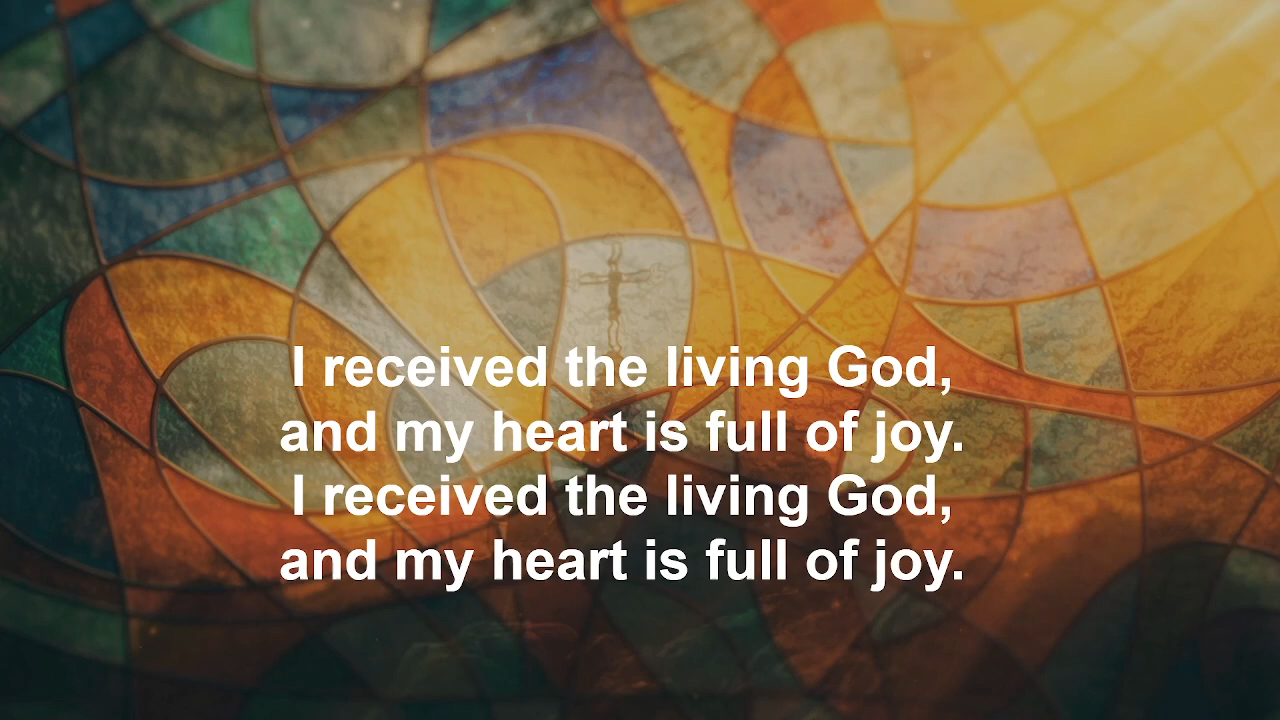 I received the living God,
and my heart is full of joy.
I received the living God,
and my heart is full of joy.